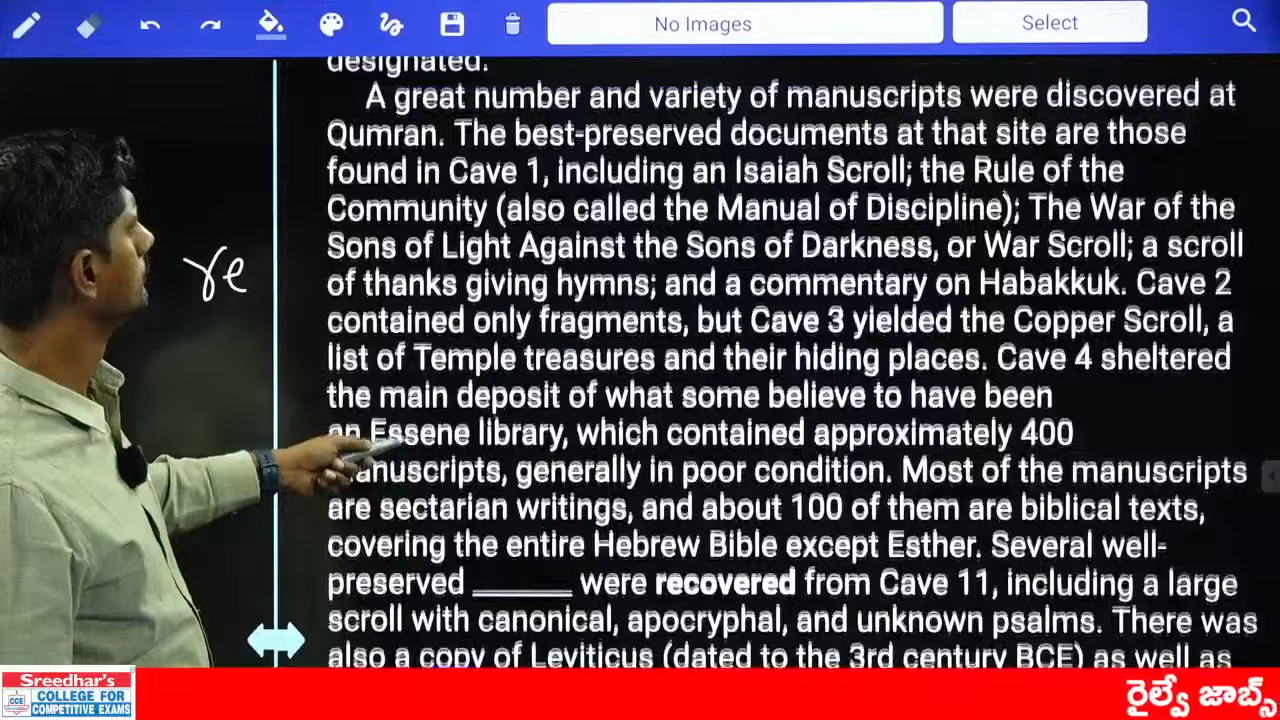 No Images
Select
designated.
A great number and variety of manuscripts were discovered at
Qumran. The best-preserved documents at that site are those
found in Cave 1, including an Isaiah Scroll; the Rule of the
Community (also called the Manual of Discipline); The War of the
Sons of Light Against the Sons of Darkness, or War Scroll; a scroll
of thanks giving hymns; and a commentary on Habakkuk. Cave 2
contained only fragments, but Cave 3 yielded the Copper Scroll, a
list of Temple treasures and their hiding places. Cave 4 sheltered
the main deposit of what some believe to have been
an Essene library, which contained approximately 400
anuscripts, generally in poor condition. Most of the manuscripts
are sectarian writings, and about 100 of them are biblical texts,
covering the entire Hebrew Bible except Esther. Several well-
preserved ______ were recovered from Cave 11, including a large
scroll with canonical, apocryphal, and unknown psalms. There was
also a copy of Leviticus (dated to the 3rd century BCE) as well as
re
Sreedhar's
CCE
COLLEGE FOR
COMPETITIVE EXAMS
రైల్వే జాబ్స్